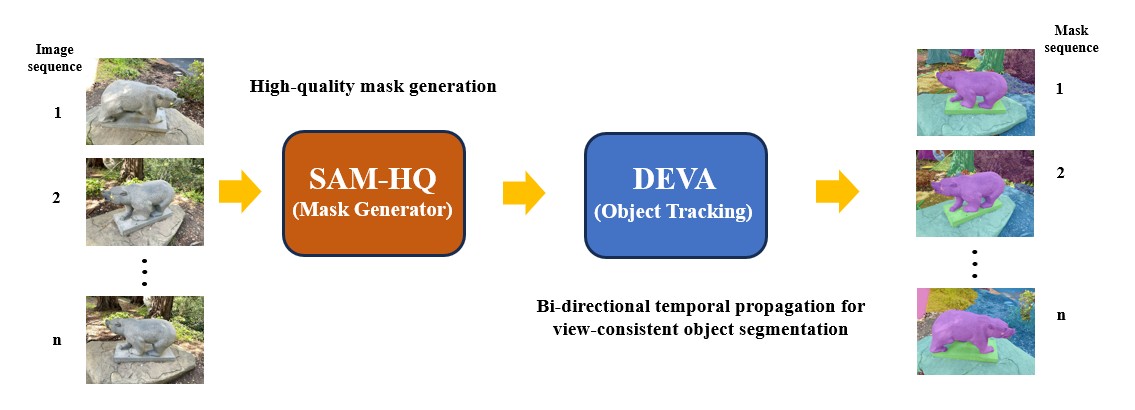 Image
sequence
1
2
n
High-quality mask generation
SAM-HQ
(Mask Generator)
DEVA
(Object Tracking)
Bi-directional temporal propagation for
view-consistent object segmentation
Mask
sequence
1
2
n